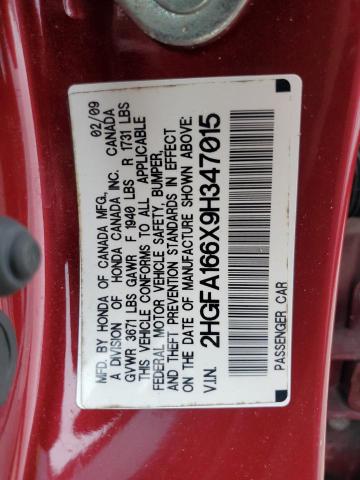 MFD. BY HONDA OF CANADA MFG., 02/09
A DIVISION OF HONDA CANADA INC. CANADA
GVWR 3671 LBS GAWR F 1940 LBS R 1731 LBS
THIS VEHICLE CONFORMS TO ALL APPLICABLE
FEDERAL MOTOR VEHICLE SAFETY, BUMPER,
AND THEFT PREVENTION STANDARDS IN EFFECT
ON THE DATE OF MANUFACTURE SHOWN ABOVE:
V.I.N. 2HGFA166X9H347015
PASSENGER CAR